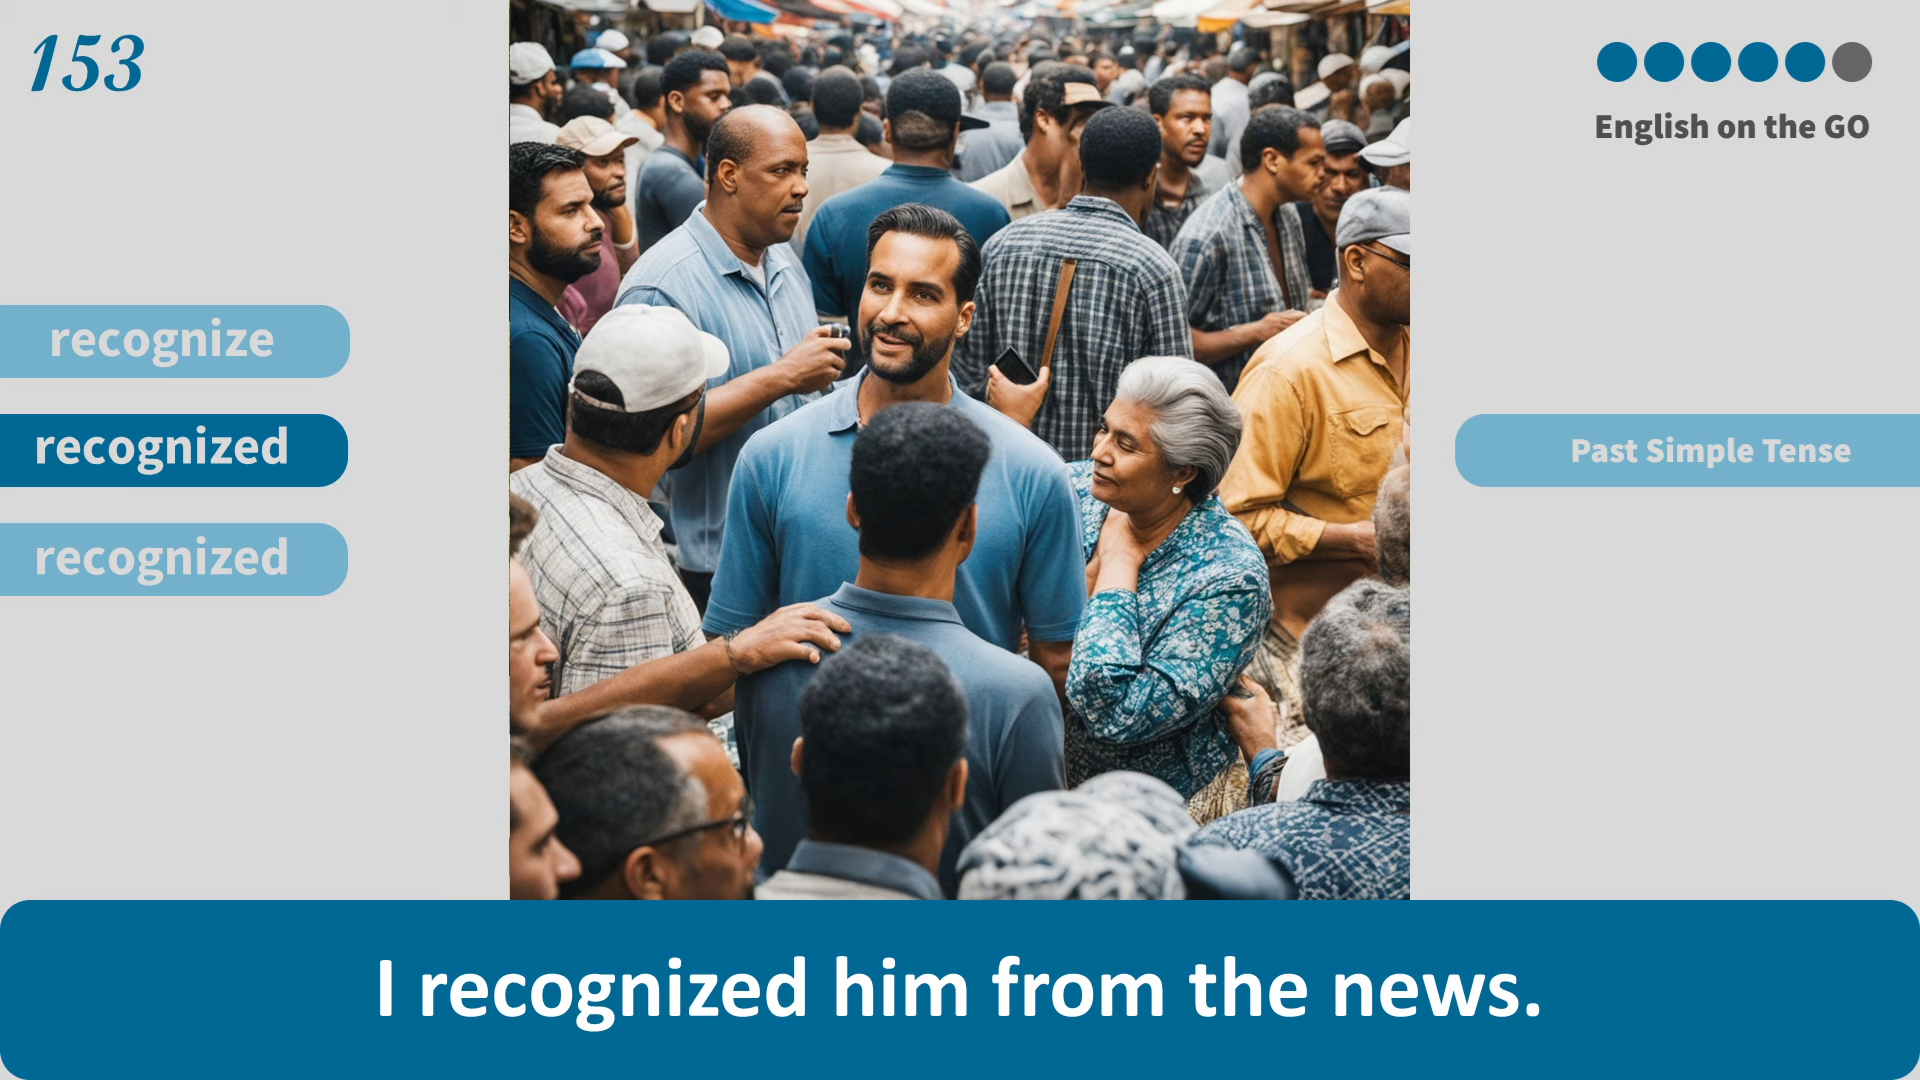 153
English on the GO
recognize
recognized
recognized
Past Simple Tense
I recognized him from the news.